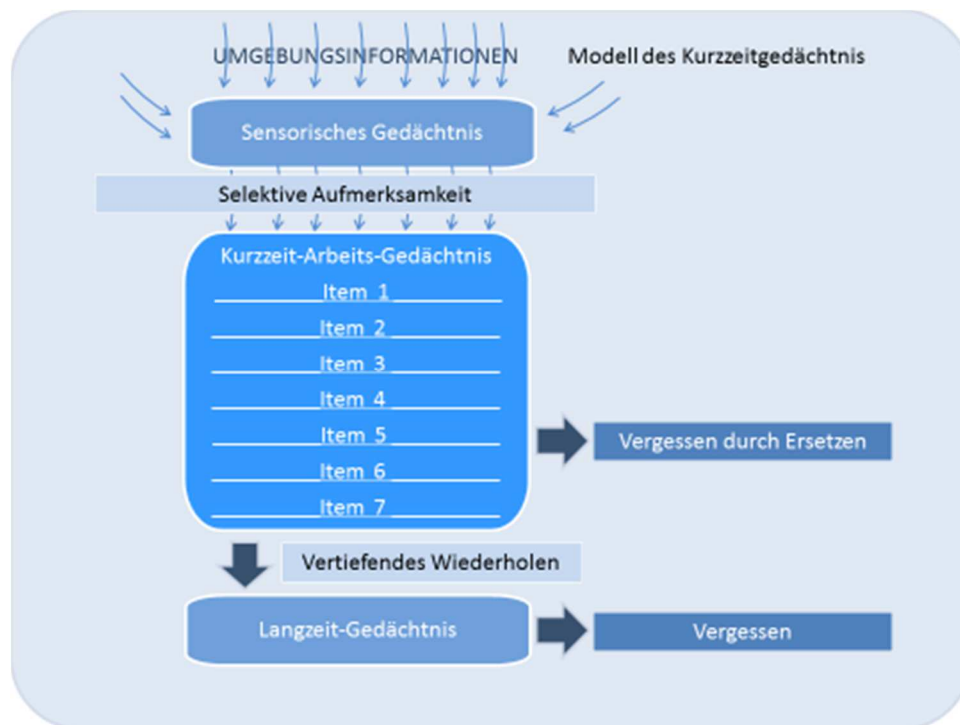 UMGEBUNGSINFORMATIONEN
Modell des Kurzzeitgedächtnis
Sensorisches Gedächtnis
Selektive Aufmerksamkeit
Kurzzeit-Arbeits-Gedächtnis
Item 1
Item 2
Item 3
Item 4
Item 5
Item 6
Item 7
Vergessen durch Ersetzen
Vertiefendes Wiederholen
Langzeit-Gedächtnis
Vergessen